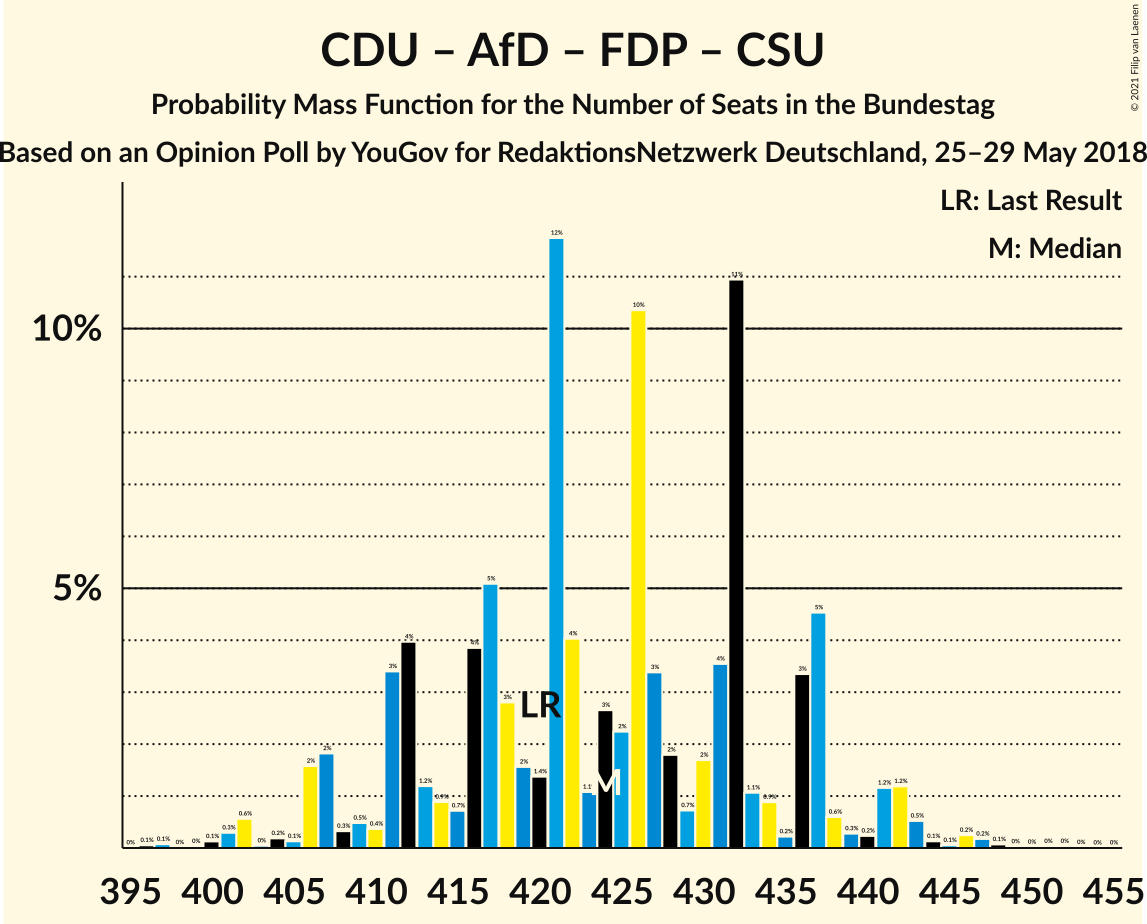 CDU – AfD – FDP – CSU
Probability Mass Function for the Number of Seats in the Bundestag
Based on an Opinion Poll by YouGov for RedaktionsNetzwerk Deutschland, 25–29 May 2018
© 2021 Filip van Laenen
LR: Last Result
M: Median
10%
5%
0% 0.1% 0.1% 0% 0% 0.1% 0.3% 0.6% 0% 0.2% 0.1% 2% 2% 0.3% 0.5% 0.4% 3% 4% 1.2% 0.9% 0.7% 4% 5% 3% 2% 1.4% 12% 4% 1.1% 3% 2% 10% 3% 2% 0.7% 2% 4% 11% 1.1% 0.9% 0.2% 3% 5% 0.6% 0.3% 0.2% 1.2% 1.2% 0.5% 0.1% 0.1% 0.2% 0.2% 0.1% 0% 0% 0% 0% 0% 0% 0%
LR
M
395 400 405 410 415 420 425 430 435 440 445 450 455